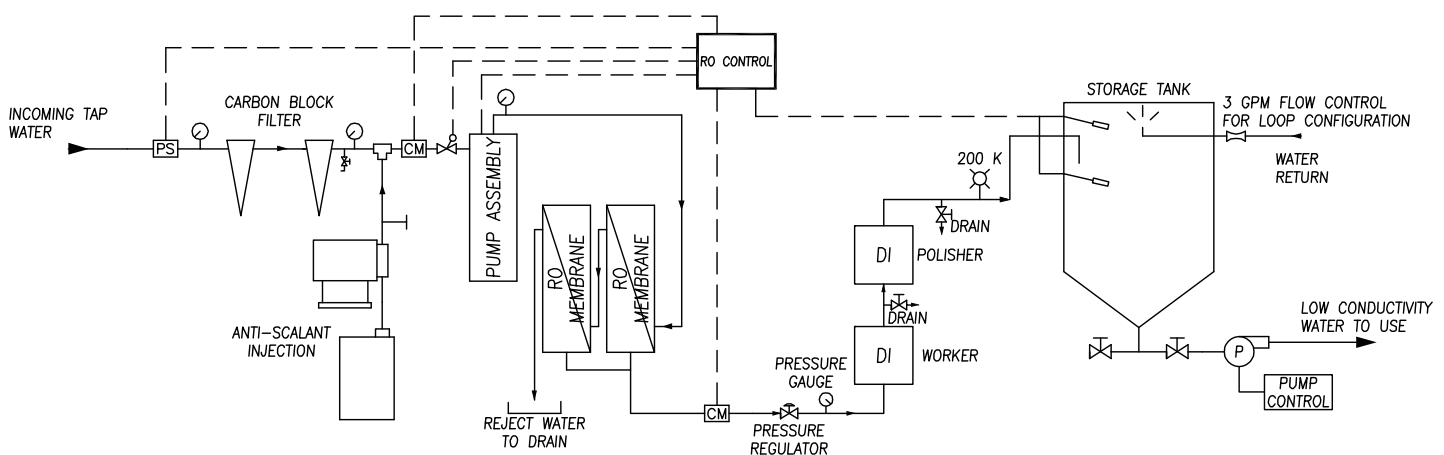 RO CONTROL
INCOMING TAP
WATER
CARBON BLOCK
FILTER
STORAGE TANK
3 GPM FLOW CONTROL
FOR LOOP CONFIGURATION
PS
CM
WATER
RETURN
200 K
PUMP ASSEMBLY
RO
MEMBRANE
RO
MEMBRANE
DRAIN
DI
POLISHER
DRAIN
ANTI-SCALANT
INJECTION
DI
WORKER
LOW CONDUCTIVITY
WATER TO USE
P
PRESSURE
GAUGE
PUMP
CONTROL
CM
REJECT WATER
TO DRAIN
PRESSURE
REGULATOR